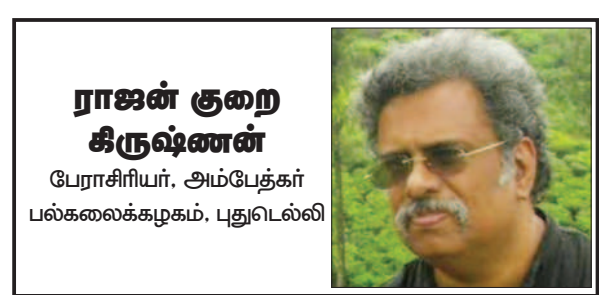 ராஜன் குறை
கிருஷ்ணன்
பேராசிரியர், அம்பேத்கர்
பல்கலைக்கழகம், புதுடெல்லி